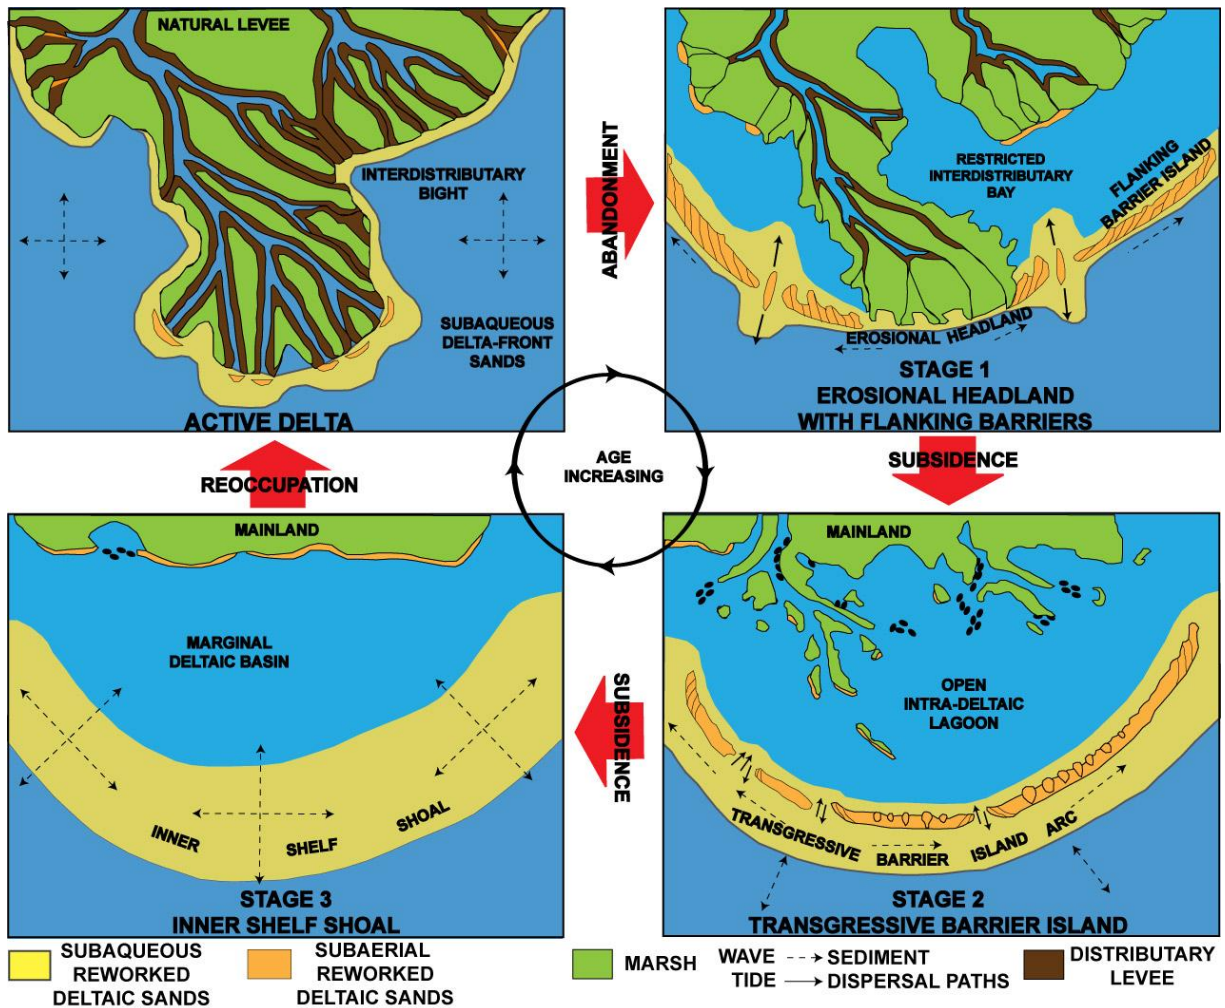 NATURAL LEVEE
INTERDISTRIBUTARY
BIGHT
SUBAQUEOUS
DELTA-FRONT
SANDS
ACTIVE DELTA
ABANDONMENT
RESTRICTED
INTERDISTRIBUTARY
BAY
FLANKING
BARRIER ISLAND
EROSIONAL HEADLAND
STAGE 1
EROSIONAL HEADLAND
WITH FLANKING BARRIERS
REOCCUPATION
AGE
INCREASING
SUBSIDENCE
MAINLAND
MARGINAL
DELTAIC BASIN
INNER SHELF SHOAL
STAGE 3
INNER SHELF SHOAL
SUBSIDENCE
MAINLAND
OPEN
INTRA-DELTAIC
LAGOON
TRANSGRESSIVE BARRIER ISLAND ARC
STAGE 2
TRANSGRESSIVE BARRIER ISLAND
SUBAQUEOUS
REWORKED
DELTAIC SANDS
SUBAERIAL
REWORKED
DELTAIC SANDS
MARSH
WAVE SEDIMENT
TIDE DISPERSAL PATHS
DISTRIBUTARY
LEVEE